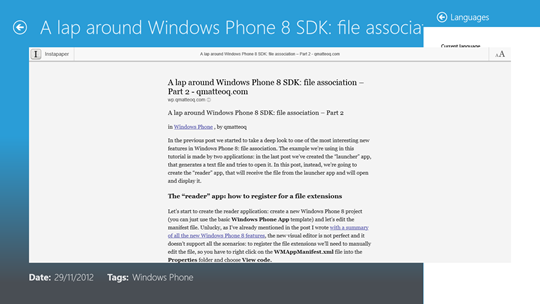 A lap around Windows Phone 8 SDK: file associa
Languages
Current language
Instapaper
A lap around Windows Phone 8 SDK: file association – Part 2 - qmatteoq.com
AA
A lap around Windows Phone 8 SDK: file association –
Part 2 - qmatteoq.com
wp.qmatteoq.com
A lap around Windows Phone 8 SDK: file association – Part 2
in Windows Phone , by qmatteoq
In the previous post we started to take a deep look to one of the most interesting new
features in Windows Phone 8: file association. The example we're using in this
tutorial is made by two applications: in the last post we've created the "launcher" app,
that generates a text file and tries to open it. In this post, instead, we're going to
create the "reader" app, that will receive the file from the launcher app and will open
and display it.
The "reader" app: how to register for a file extensions
Let's start to create the reader application: create a new Windows Phone 8 project
(you can just use the basic Windows Phone App template) and let's edit the
manifest file. Unlucky, as I've already mentioned in the post I wrote with a summary
of all the new Windows Phone 8 features, the new visual editor is not perfect and it
doesn't support all the scenario: to register the file extensions we'll need to manually
edit the file, so you have to right click on the WMAppManifest.xml file into the
Properties folder and choose View code.
Date: 29/11/2012 Tags: Windows Phone